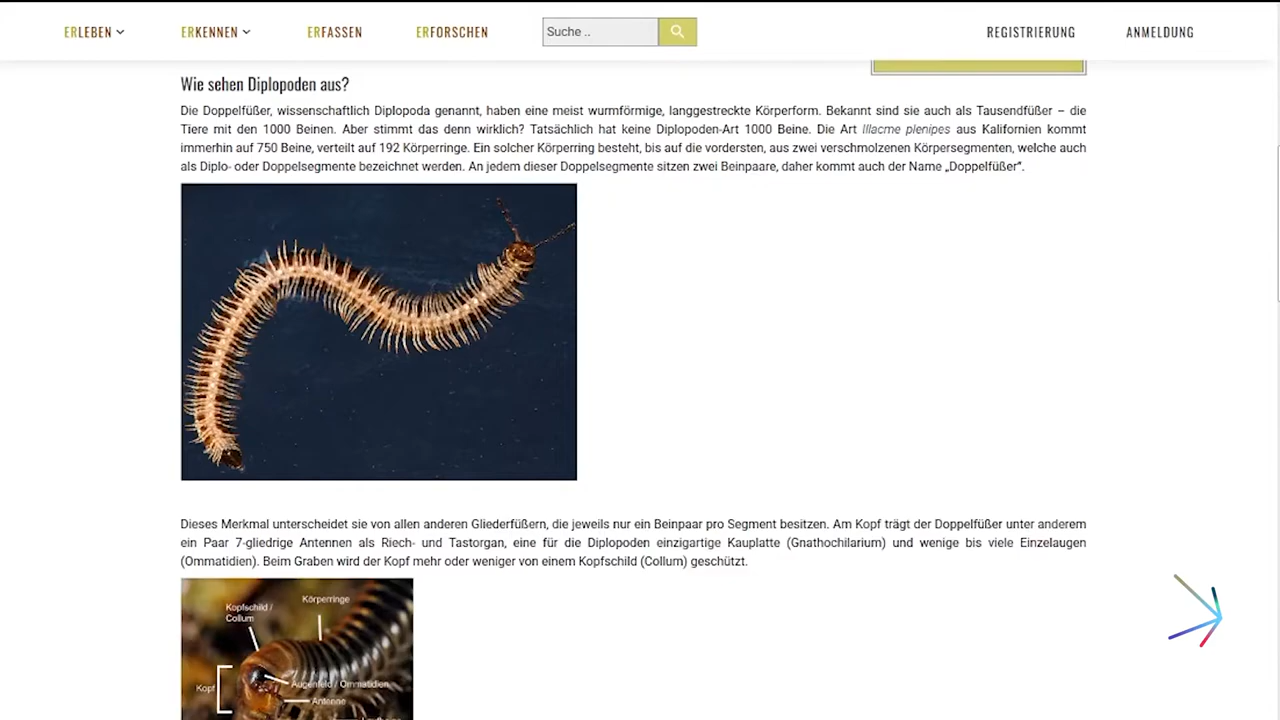 ERLEBEN ERKENNEN ERFASSEN ERFORSCHEN Suche .. REGISTRIERUNG ANMELDUNG
Wie sehen Diplopoden aus?
Die Doppelfüßer, wissenschaftlich Diplopoda genannt, haben eine meist wurmförmige, langgestreckte Körperform. Bekannt sind sie auch als Tausendfüßer – die
Tiere mit den 1000 Beinen. Aber stimmt das denn wirklich? Tatsächlich hat keine Diplopoden-Art 1000 Beine. Die Art Illacme plenipes aus Kalifornien kommt
immerhin auf 750 Beine, verteilt auf 192 Körperringe. Ein solcher Körperring besteht, bis auf die vordersten, aus zwei verschmolzenen Körpersegmenten, welche auch
als Diplo- oder Doppelsegmente bezeichnet werden. An jedem dieser Doppelsegmente sitzen zwei Beinpaare, daher kommt auch der Name „Doppelfüßer“.
Dieses Merkmal unterscheidet sie von allen anderen Gliederfüßern, die jeweils nur ein Beinpaar pro Segment besitzen. Am Kopf trägt der Doppelfüßer unter anderem
ein Paar 7-gliedrige Antennen als Riech- und Tastorgan, eine für die Diplopoden einzigartige Kauplatte (Gnathochilarium) und wenige bis viele Einzelaugen
(Ommatidien). Beim Graben wird der Kopf mehr oder weniger von einem Kopfschild (Collum) geschützt.
Körperringe
Kopfschild /
Collum
Kopf
Augenfeld / Ommatidien
Antenne